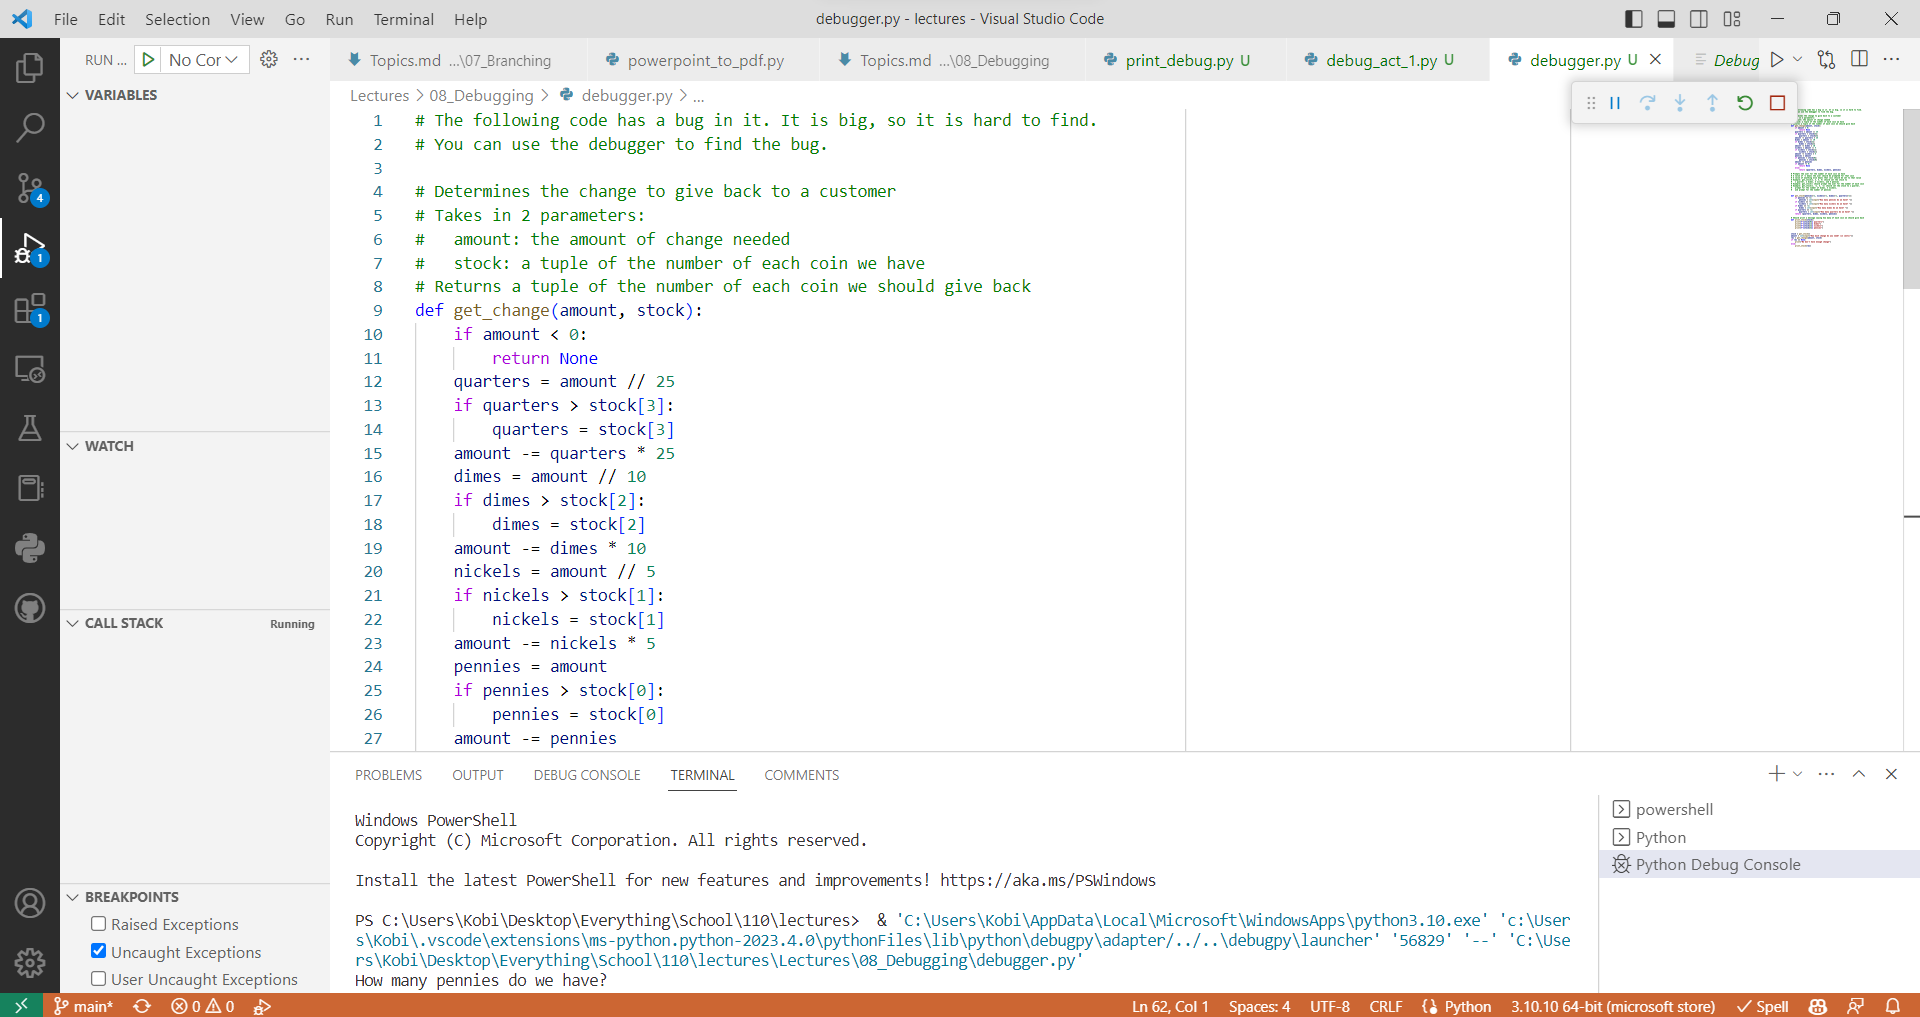 File Edit Selection View Go Run Terminal Help
debugger.py - lectures - Visual Studio Code
RUN ... No Cor
Topics.md ...\07_Branching
powerpoint_to_pdf.py
Topics.md ...\08_Debugging
print_debug.py U
debug_act_1.py U
debugger.py U
Debug
VARIABLES
Lectures > 08_Debugging > debugger.py > ...
1 # The following code has a bug in it. It is big, so it is hard to find.
2 # You can use the debugger to find the bug.
3
4 # Determines the change to give back to a customer
5 # Takes in 2 parameters:
6 #   amount: the amount of change needed
7 #   stock: a tuple of the number of each coin we have
8 # Returns a tuple of the number of each coin we should give back
9 def get_change(amount, stock):
10     if amount < 0:
11         return None
12     quarters = amount // 25
13     if quarters > stock[3]:
14         quarters = stock[3]
15     amount -= quarters * 25
16     dimes = amount // 10
17     if dimes > stock[2]:
18         dimes = stock[2]
19     amount -= dimes * 10
20     nickels = amount // 5
21     if nickels > stock[1]:
22         nickels = stock[1]
23     amount -= nickels * 5
24     pennies = amount
25     if pennies > stock[0]:
26         pennies = stock[0]
27     amount -= pennies
4
1
1
WATCH
CALL STACK Running
BREAKPOINTS
Raised Exceptions
Uncaught Exceptions
User Uncaught Exceptions
PROBLEMS OUTPUT DEBUG CONSOLE TERMINAL COMMENTS
Windows PowerShell
Copyright (C) Microsoft Corporation. All rights reserved.
Install the latest PowerShell for new features and improvements! https://aka.ms/PSWindows
PS C:\Users\Kobi\Desktop\Everything\School\110\lectures>  & 'C:\Users\Kobi\AppData\Local\Microsoft\WindowsApps\python3.10.exe' 'c:\User
s\Kobi\.vscode\extensions\ms-python.python-2023.4.0\pythonFiles\lib\python\debugpy\adapter/../..\debugpy\launcher' '56829' '--' 'C:\Use
rs\Kobi\Desktop\Everything\School\110\lectures\Lectures\08_Debugging\debugger.py'
How many pennies do we have?
powershell
Python
Python Debug Console
main* 0 0
Ln 62, Col 1 Spaces: 4 UTF-8 CRLF Python 3.10.10 64-bit (microsoft store) Spell